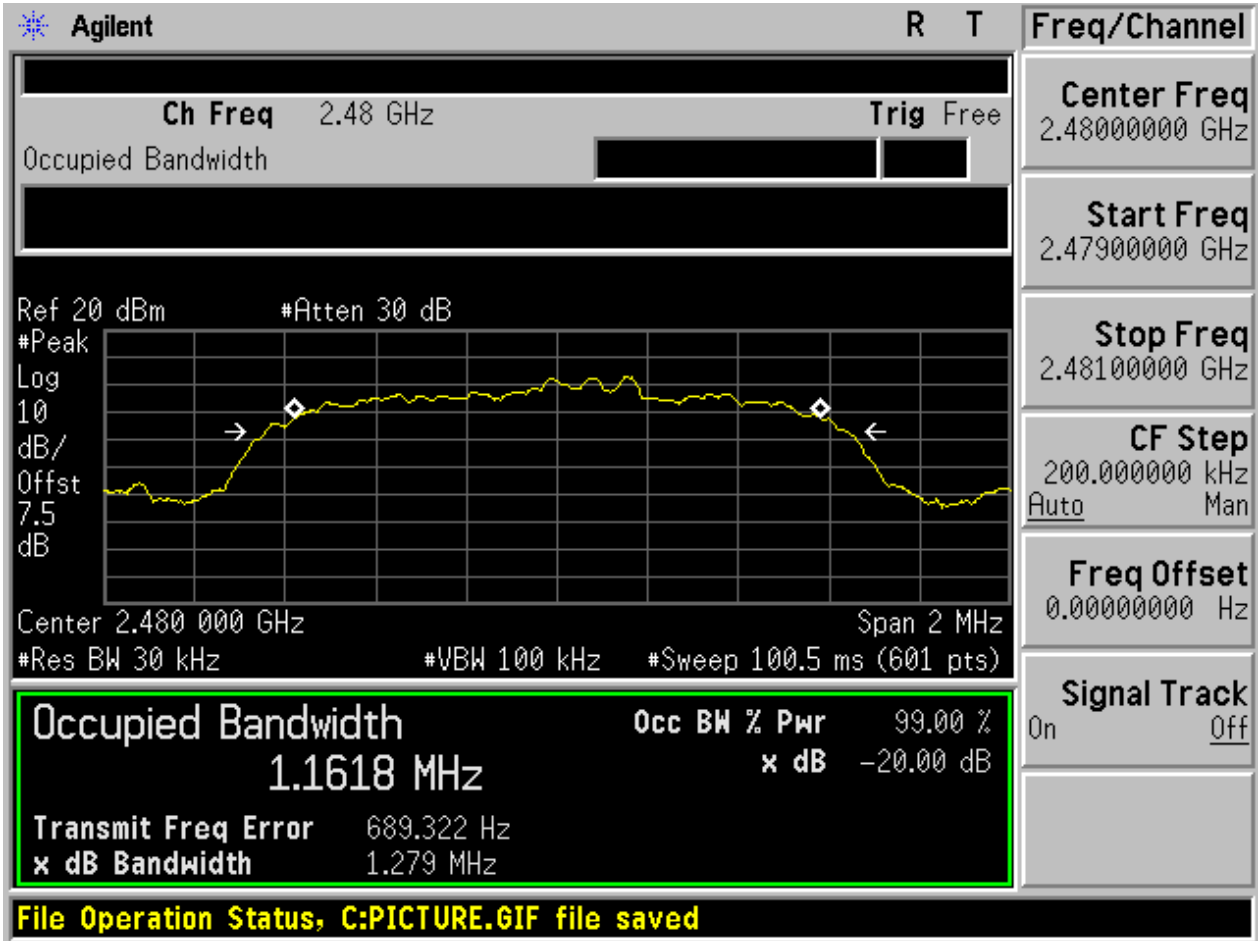 Agilent R T
Freq/Channel
Ch Freq 2.48 GHz Trig Free
Occupied Bandwidth
Center Freq
2.48000000 GHz
Start Freq
2.47900000 GHz
Stop Freq
2.48100000 GHz
CF Step
200.000000 kHz
Auto Man
Freq Offset
0.00000000 Hz
Signal Track
On Off
Ref 20 dBm #Atten 30 dB
#Peak
Log
10
dB/
Offst
7.5
dB
Center 2.480 000 GHz Span 2 MHz
#Res BW 30 kHz #VBW 100 kHz #Sweep 100.5 ms (601 pts)
Occupied Bandwidth Occ BW % Pwr 99.00 %
1.1618 MHz x dB -20.00 dB
Transmit Freq Error 689.322 Hz
x dB Bandwidth 1.279 MHz
File Operation Status, C:PICTURE.GIF file saved